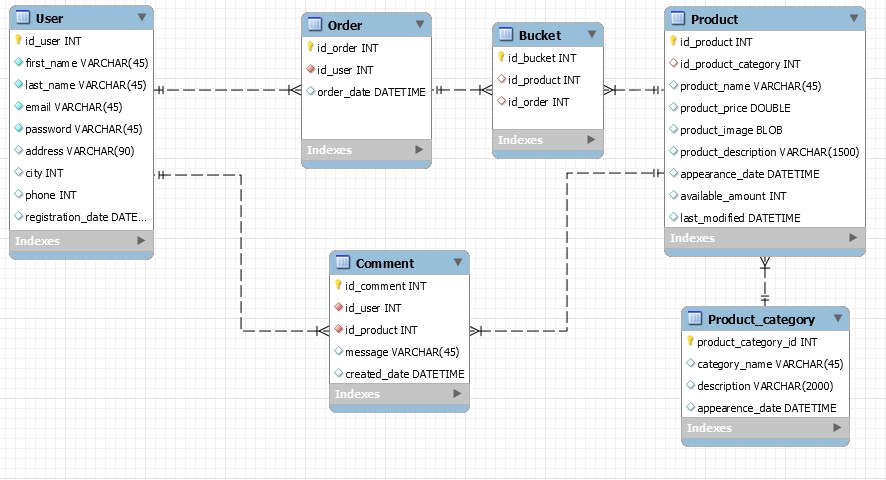 User
id_user INT
first_name VARCHAR(45)
last_name VARCHAR(45)
email VARCHAR(45)
password VARCHAR(45)
address VARCHAR(90)
city INT
phone INT
registration_date DATE...
Indexes
Order
id_order INT
id_user INT
order_date DATETIME
Indexes
Bucket
id_bucket INT
id_product INT
id_order INT
Indexes
Product
id_product INT
id_product_category INT
product_name VARCHAR(45)
product_price DOUBLE
product_image BLOB
product_description VARCHAR(1500)
appearance_date DATETIME
available_amount INT
last_modified DATETIME
Indexes
Comment
id_comment INT
id_user INT
id_product INT
message VARCHAR(45)
created_date DATETIME
Indexes
Product_category
product_category_id INT
category_name VARCHAR(45)
description VARCHAR(2000)
appearence_date DATETIME
Indexes